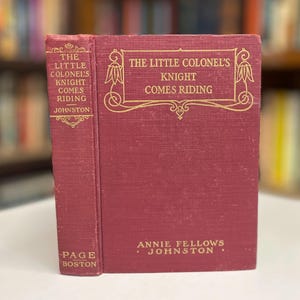 THE
LITTLE
COLONEL'S
KNIGHT
COMES
RIDING
JOHNSTON
PAGE
BOSTON
THE LITTLE COLONEL'S
KNIGHT
COMES RIDING
ANNIE FELLOWS
• JOHNSTON •